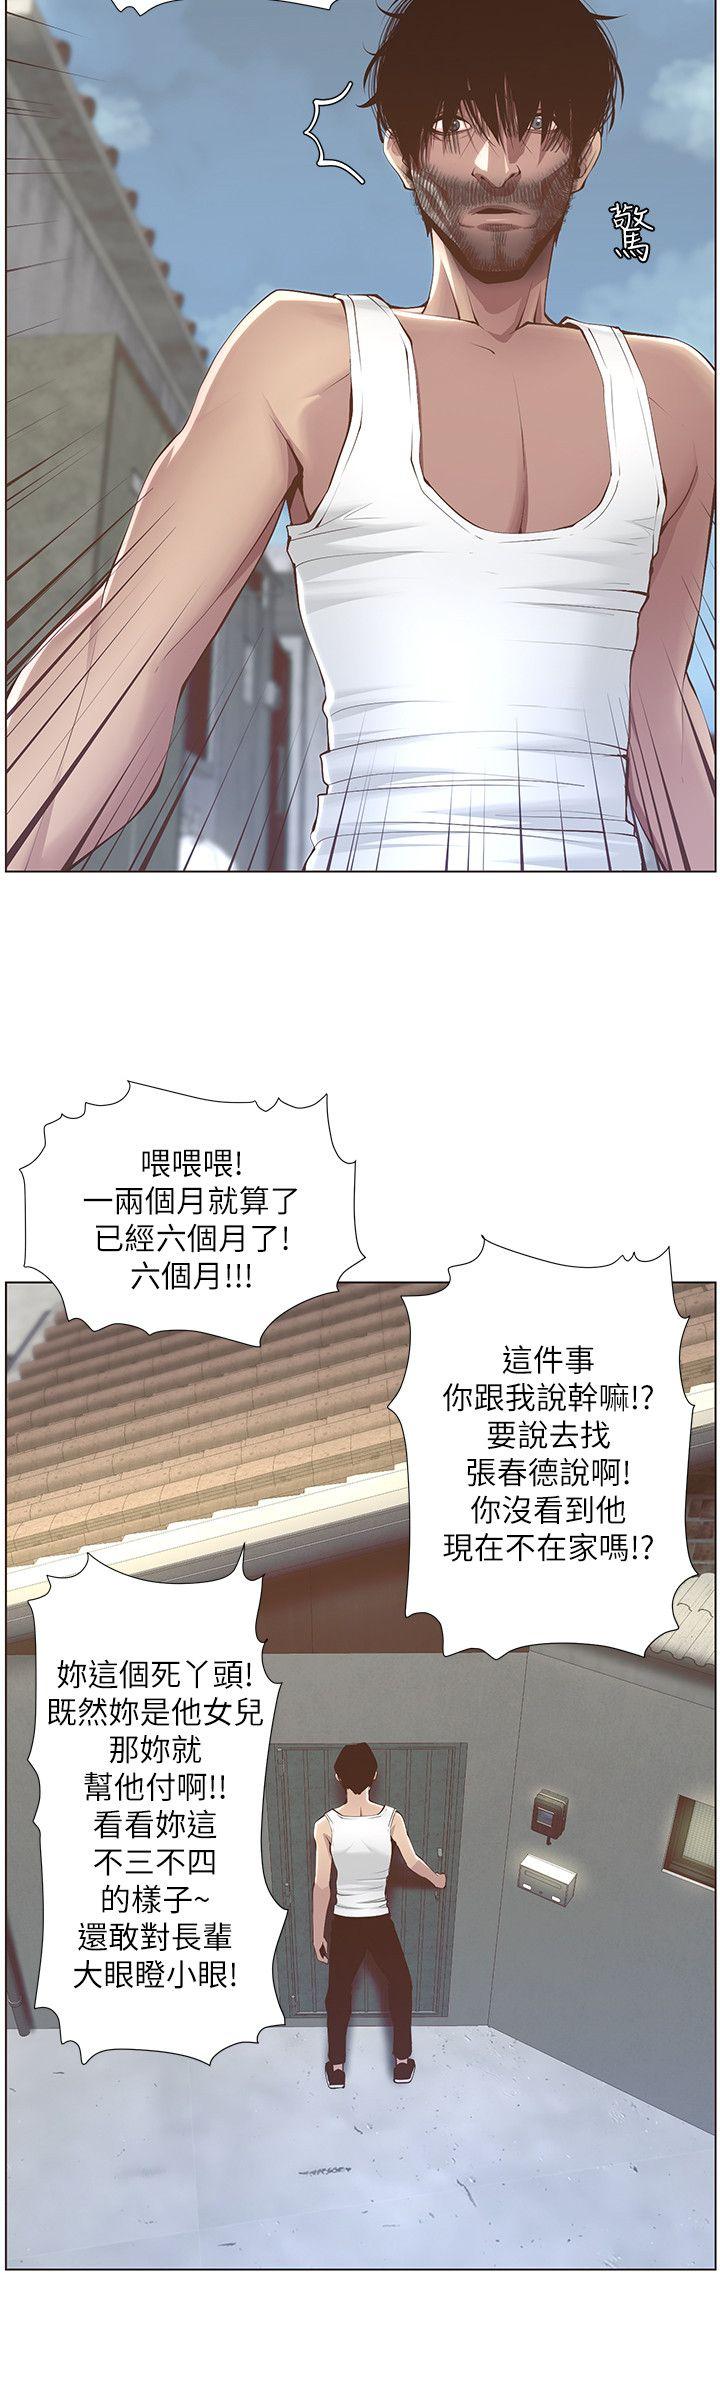 驚
喂喂喂!
一兩個月就算了
已經六個月了!
六個月!!!
這件事
你跟我說幹嘛!?
要說去找
張春德說啊!
你沒看到他
現在不在家嗎!?
妳這個死丫頭!
既然妳是他女兒
那妳就
幫他付啊!!
看看妳這
不三不四
的樣子~
還敢對長輩
大眼瞪小眼!